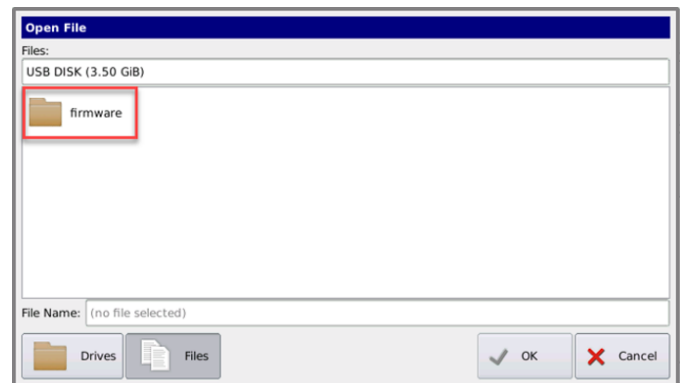 Open File
Files:
USB DISK (3.50 GiB)
firmware
File Name: (no file selected)
Drives Files OK Cancel